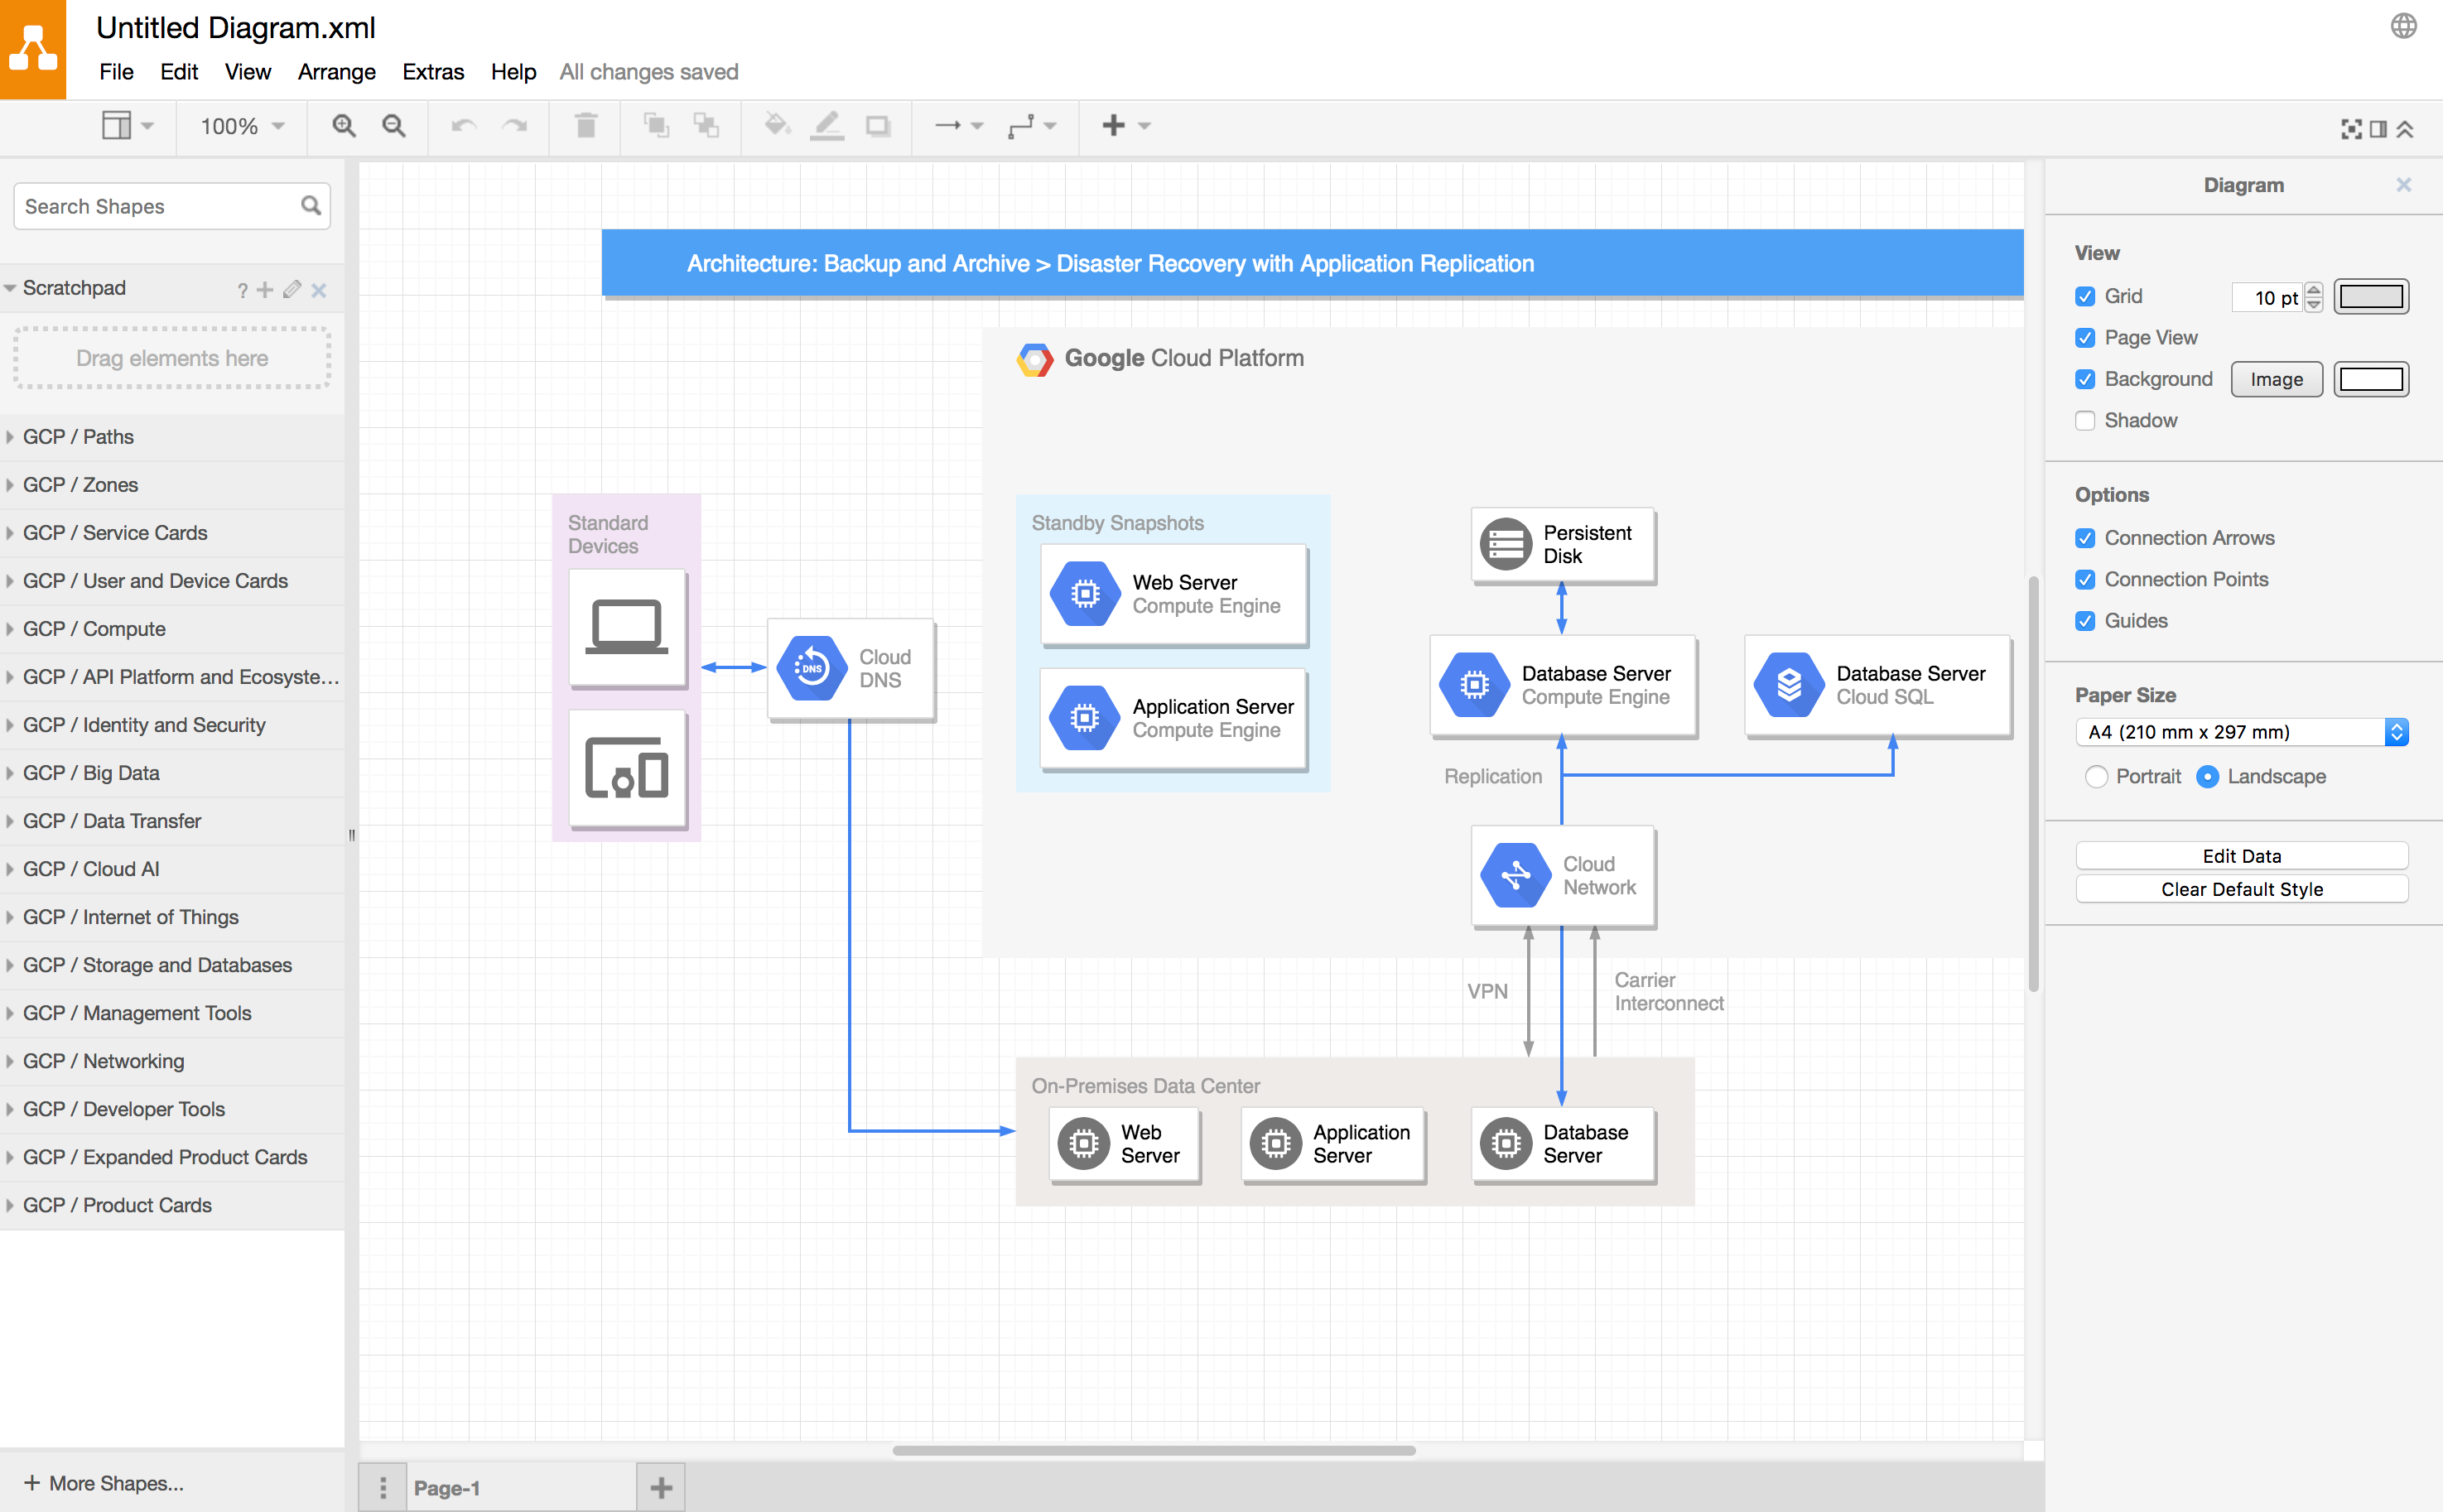 Untitled Diagram.xml
File Edit View Arrange Extras Help All changes saved
100%
Search Shapes
Scratchpad
?
Drag elements here
GCP / Paths
GCP / Zones
GCP / Service Cards
GCP / User and Device Cards
GCP / Compute
GCP / API Platform and Ecosyste...
GCP / Identity and Security
GCP / Big Data
GCP / Data Transfer
GCP / Cloud AI
GCP / Internet of Things
GCP / Storage and Databases
GCP / Management Tools
GCP / Networking
GCP / Developer Tools
GCP / Expanded Product Cards
GCP / Product Cards
+ More Shapes...
Architecture: Backup and Archive > Disaster Recovery with Application Replication
Google Cloud Platform
Standard
Devices
DNS
Cloud
DNS
Standby Snapshots
Web Server
Compute Engine
Application Server
Compute Engine
Persistent
Disk
Database Server
Compute Engine
Database Server
Cloud SQL
Replication
Cloud
Network
VPN
Carrier
Interconnect
On-Premises Data Center
Web
Server
Application
Server
Database
Server
Page-1
Diagram
View
Grid 10 pt
Page View
Background Image
Shadow
Options
Connection Arrows
Connection Points
Guides
Paper Size
A4 (210 mm x 297 mm)
Portrait Landscape
Edit Data
Clear Default Style